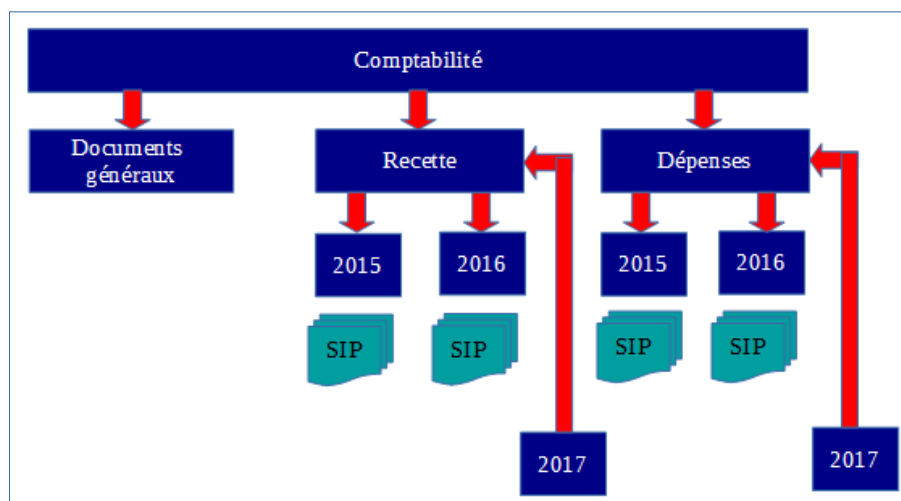 Comptabilité
Documents
généraux
Recette
Dépenses
2015
2016
2015
2016
SIP
SIP
SIP
SIP
2017
2017